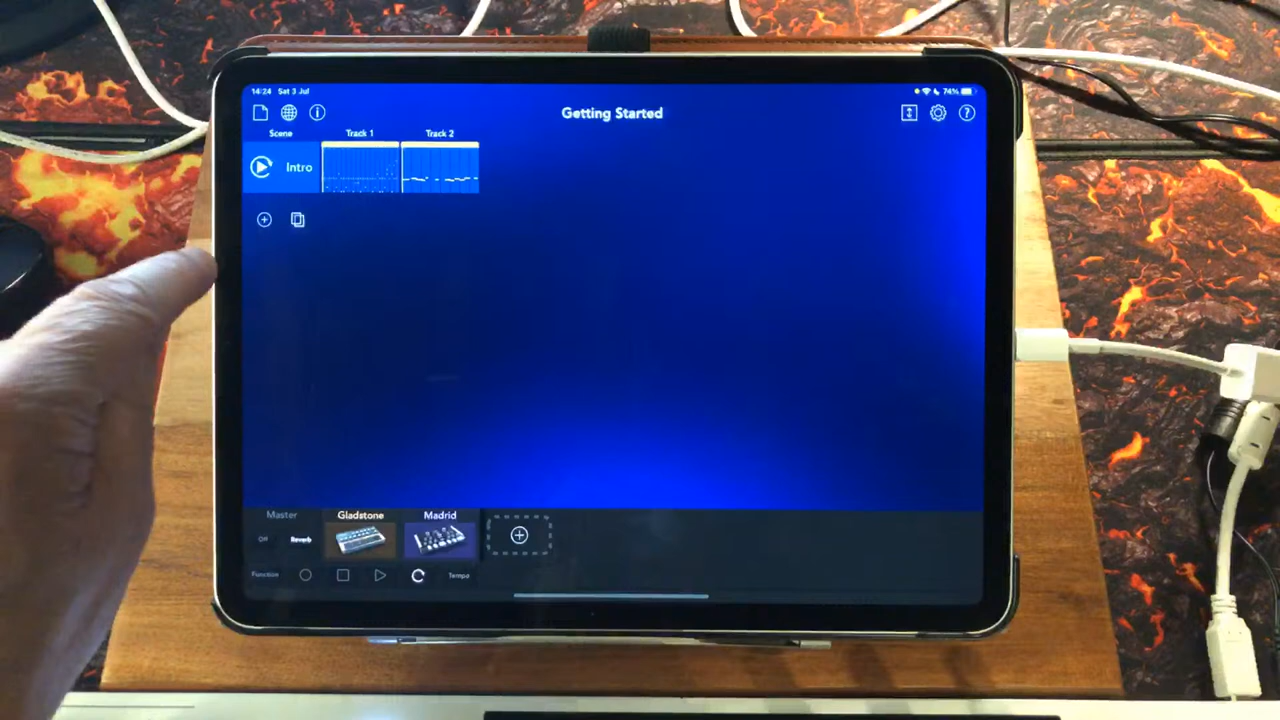 14:24 Sat 3 Jul
74%
Getting Started
Scene Track 1 Track 2
Intro
Master Gladstone Madrid
Off Reverb
Function Tempo